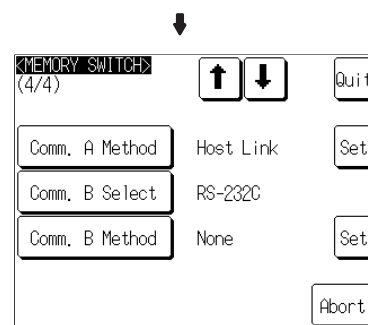 <MEMORY SWITCH>
(4/4)
Quit
Comm. A Method Host Link Set
Comm. B Select RS-232C
Comm. B Method None Set
Abort